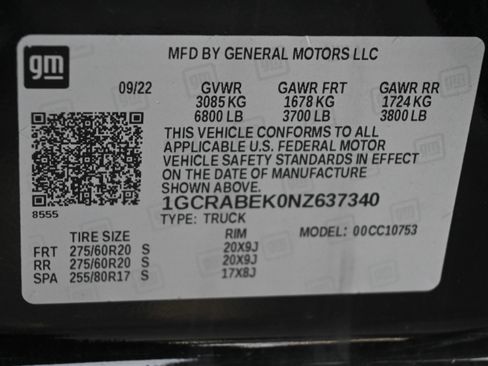 gm
MFD BY GENERAL MOTORS LLC
09/22 GVWR GAWR FRT GAWR RR
3085 KG 1678 KG 1724 KG
6800 LB 3700 LB 3800 LB
THIS VEHICLE CONFORMS TO ALL
APPLICABLE U.S. FEDERAL MOTOR
VEHICLE SAFETY STANDARDS IN EFFECT
ON THE DATE OF MANUFACTURE
SHOWN ABOVE.
8555
1GCRABEK0NZ637340
TYPE: TRUCK MODEL: 00CC10753
TIRE SIZE RIM
FRT 275/60R20 S 20X9J
RR 275/60R20 S 20X9J
SPA 255/80R17 S 17X8J